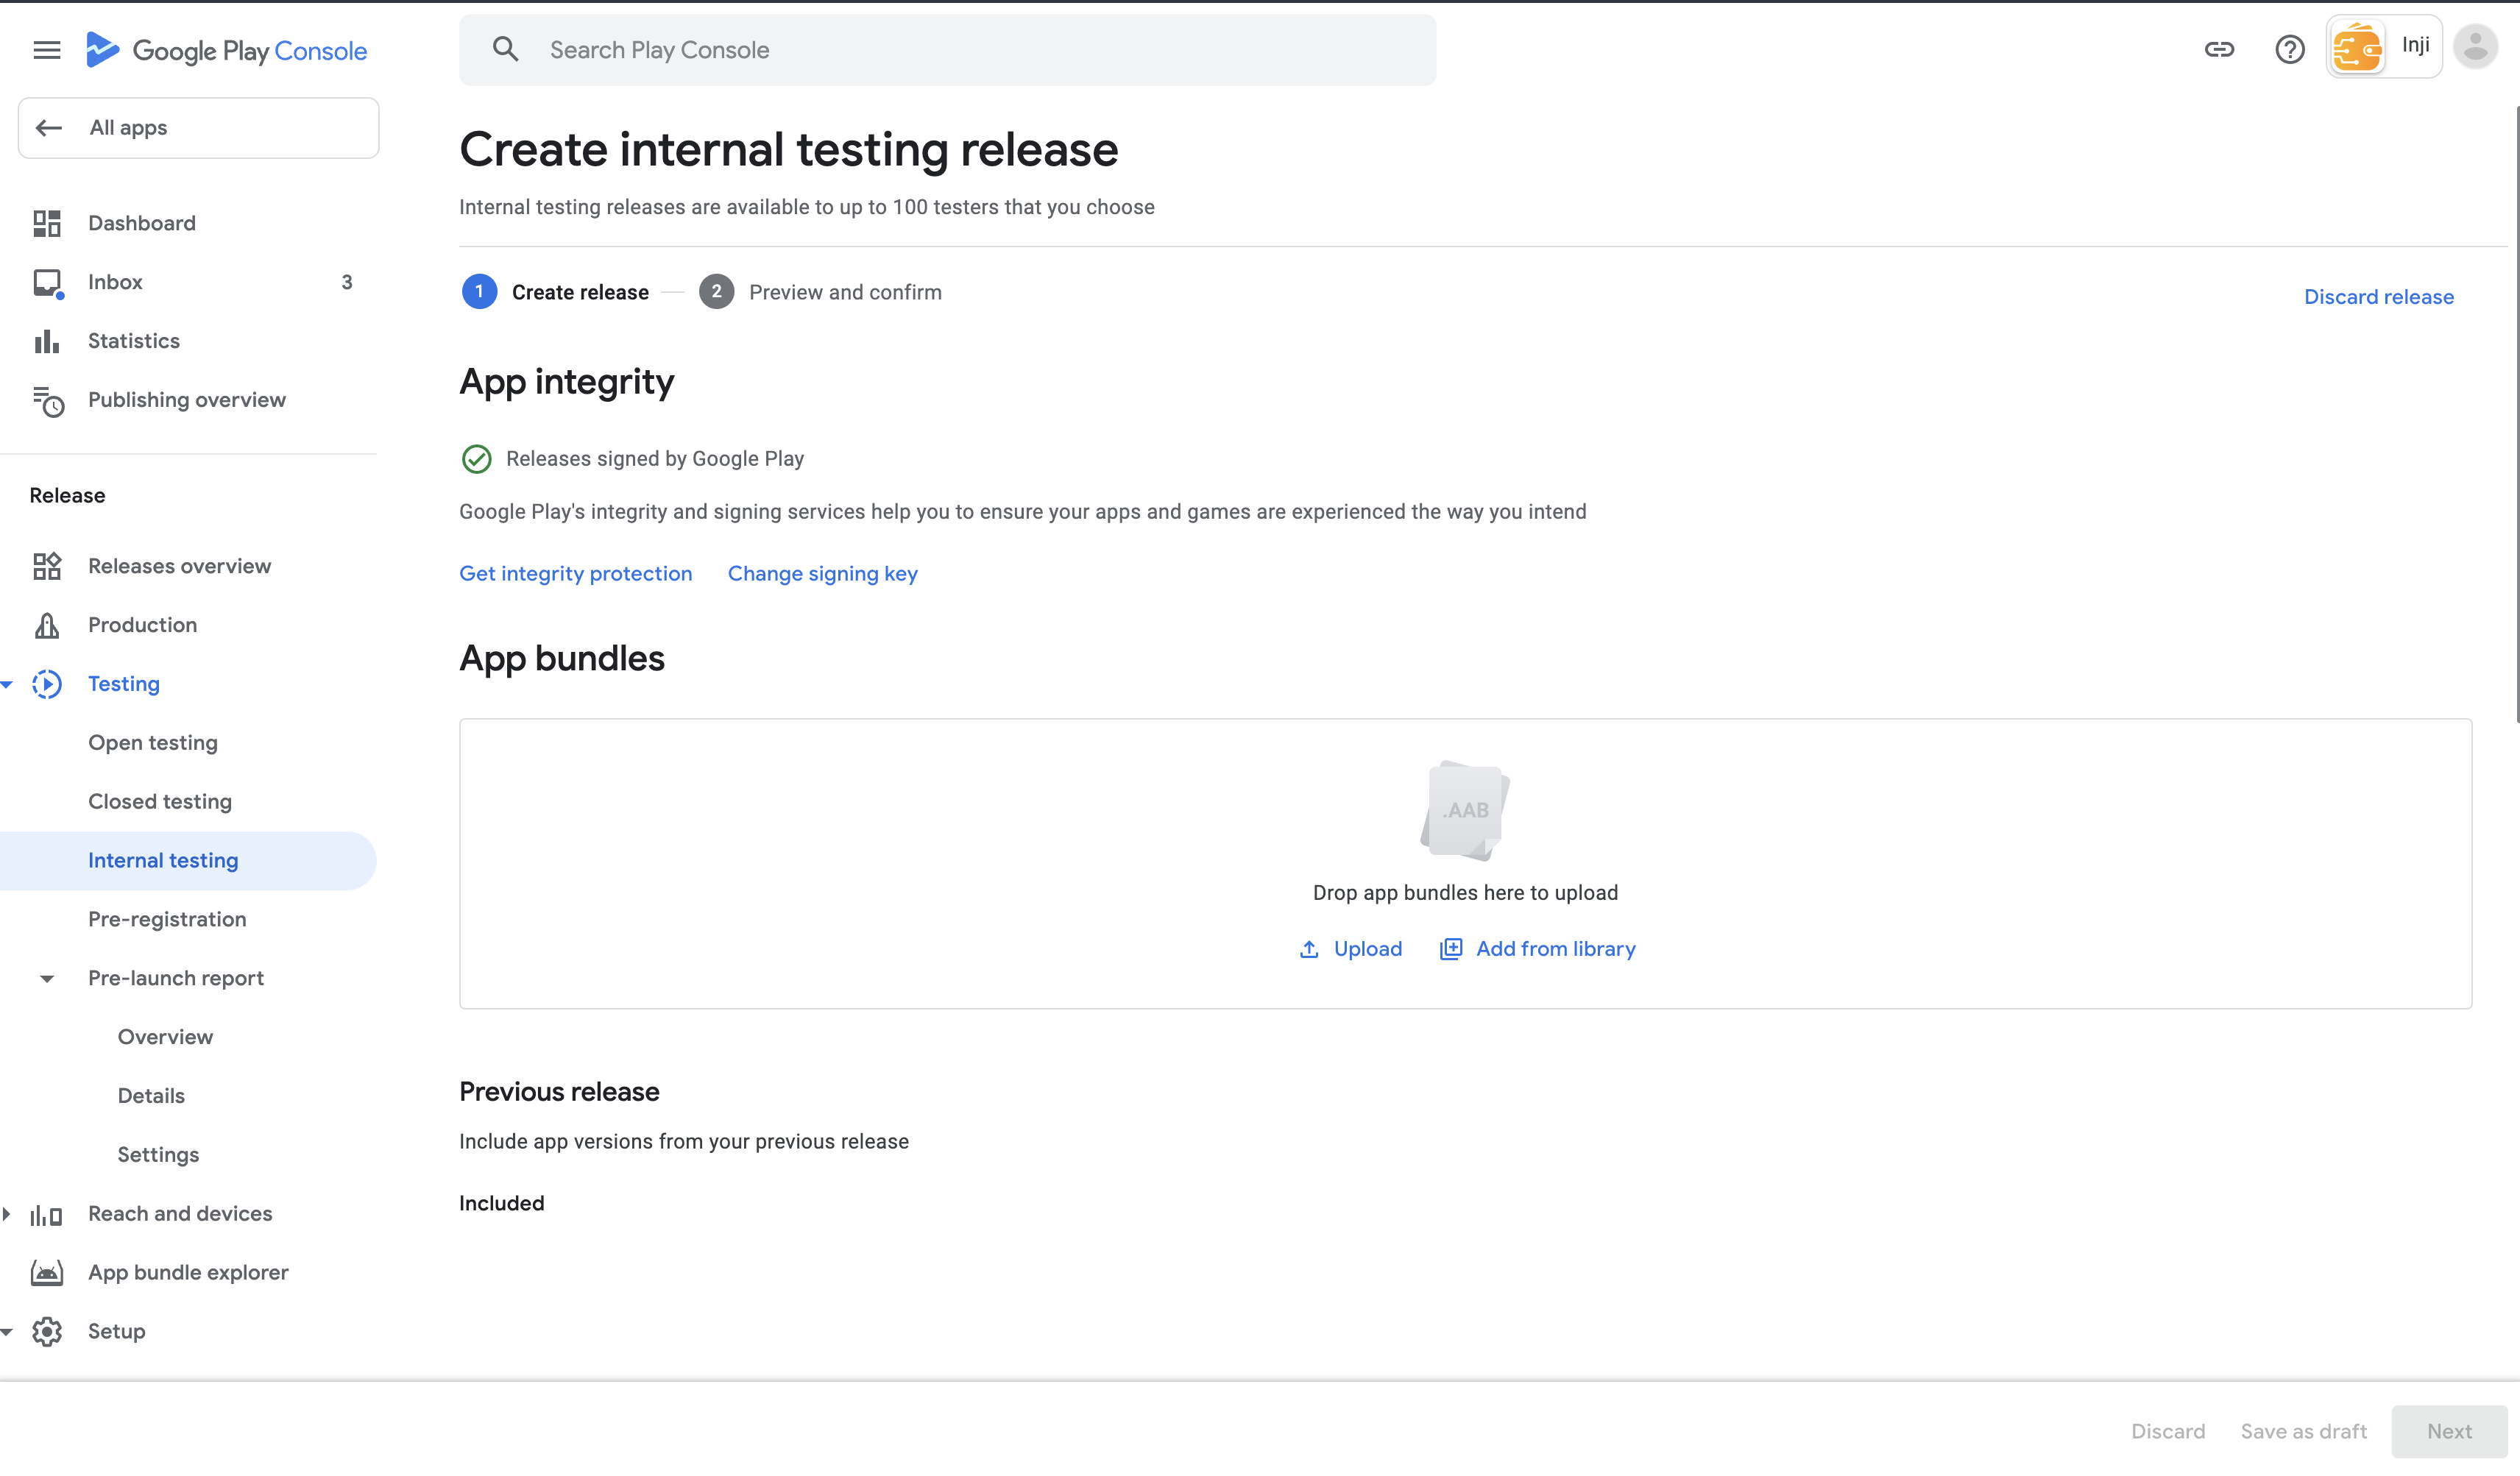 Google Play Console
Search Play Console
Inji
All apps
Dashboard
Inbox 3
Statistics
Publishing overview
Release
Releases overview
Production
Testing
Open testing
Closed testing
Internal testing
Pre-registration
Pre-launch report
Overview
Details
Settings
Reach and devices
App bundle explorer
Setup
Create internal testing release
Internal testing releases are available to up to 100 testers that you choose
1 Create release 2 Preview and confirm
Discard release
App integrity
Releases signed by Google Play
Google Play's integrity and signing services help you to ensure your apps and games are experienced the way you intend
Get integrity protection Change signing key
App bundles
.AAB
Drop app bundles here to upload
Upload Add from library
Previous release
Include app versions from your previous release
Included
Discard Save as draft Next